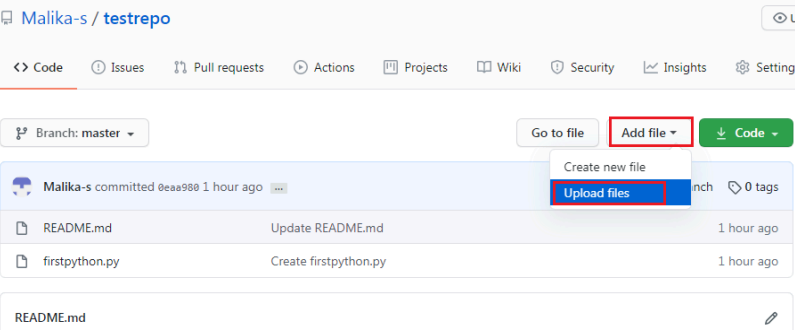 Malika-s / testrepo
Code Issues Pull requests Actions Projects Wiki Security Insights Setting
Branch: master Go to file Add file Code
Create new file
Upload files
Malika-s committed 0eaa980 1 hour ago ... 0 tags
README.md Update README.md 1 hour ago
firstpython.py Create firstpython.py 1 hour ago
README.md